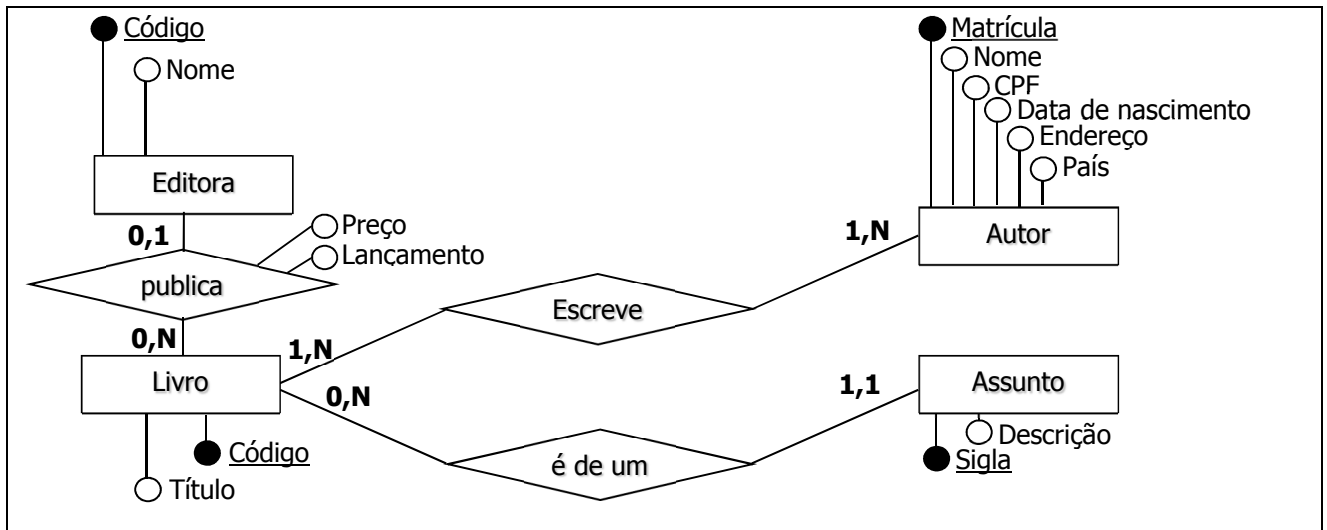 Código
Nome
Editora
0,1
Preço
Lançamento
publica
0,N
Livro
Código
Título
1,N
Escreve
1,N
Matrícula
Nome
CPF
Data de nascimento
Endereço
País
Autor
0,N
é de um
1,1
Assunto
Descrição
Sigla